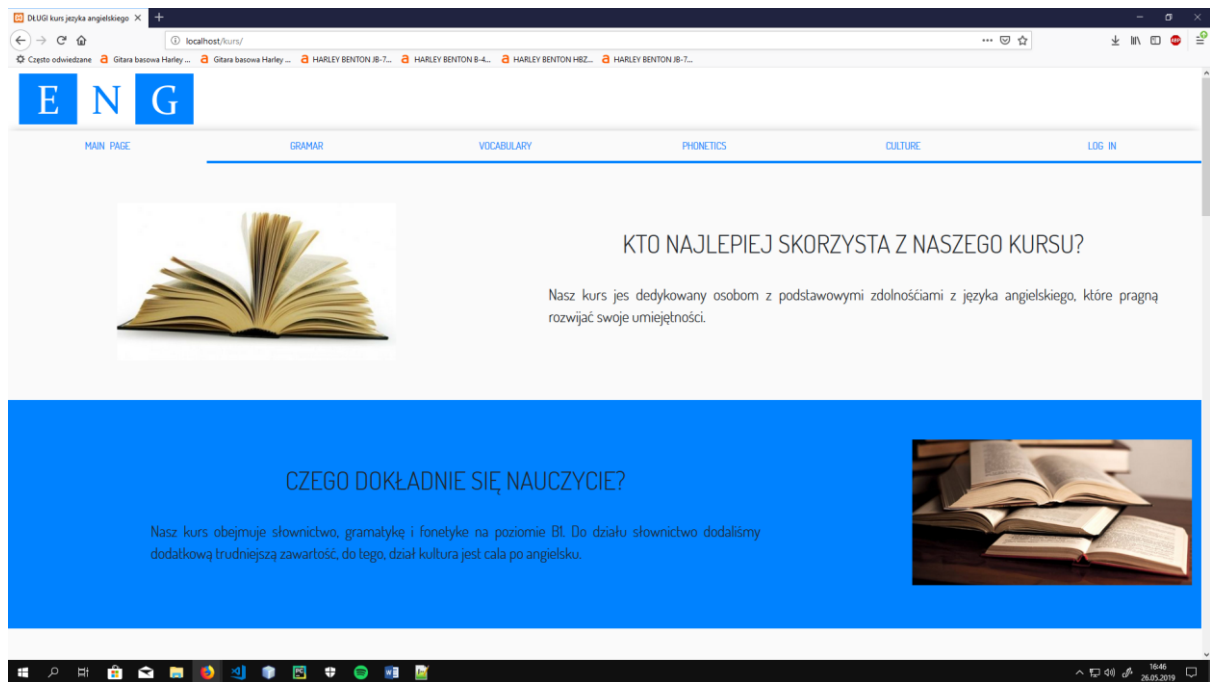 DŁUGI kurs jezyka angielskiego
localhost/kurs/
Często odwiedzane Gitara basowa Harley ... Gitara basowa Harley ... HARLEY BENTON JB-7... HARLEY BENTON B-4... HARLEY BENTON HBZ... HARLEY BENTON JB-7...
E N G
MAIN PAGE GRAMAR VOCABULARY PHONETICS CULTURE LOG IN
KTO NAJLEPIEJ SKORZYSTA Z NASZEGO KURSU?
Nasz kurs jes dedykowany osobom z podstawowymi zdolnośćiami z języka angielskiego, które pragną
rozwijać swoje umiejętności.
CZEGO DOKŁADNIE SIĘ NAUCZYCIE?
Nasz kurs obejmuje słownictwo, gramatykę i fonetyke na poziomie B1. Do działu słownictwo dodaliśmy
dodatkową trudniejszą zawartość, do tego, dział kultura jest cala po angielsku.
16:46
26.05.2019